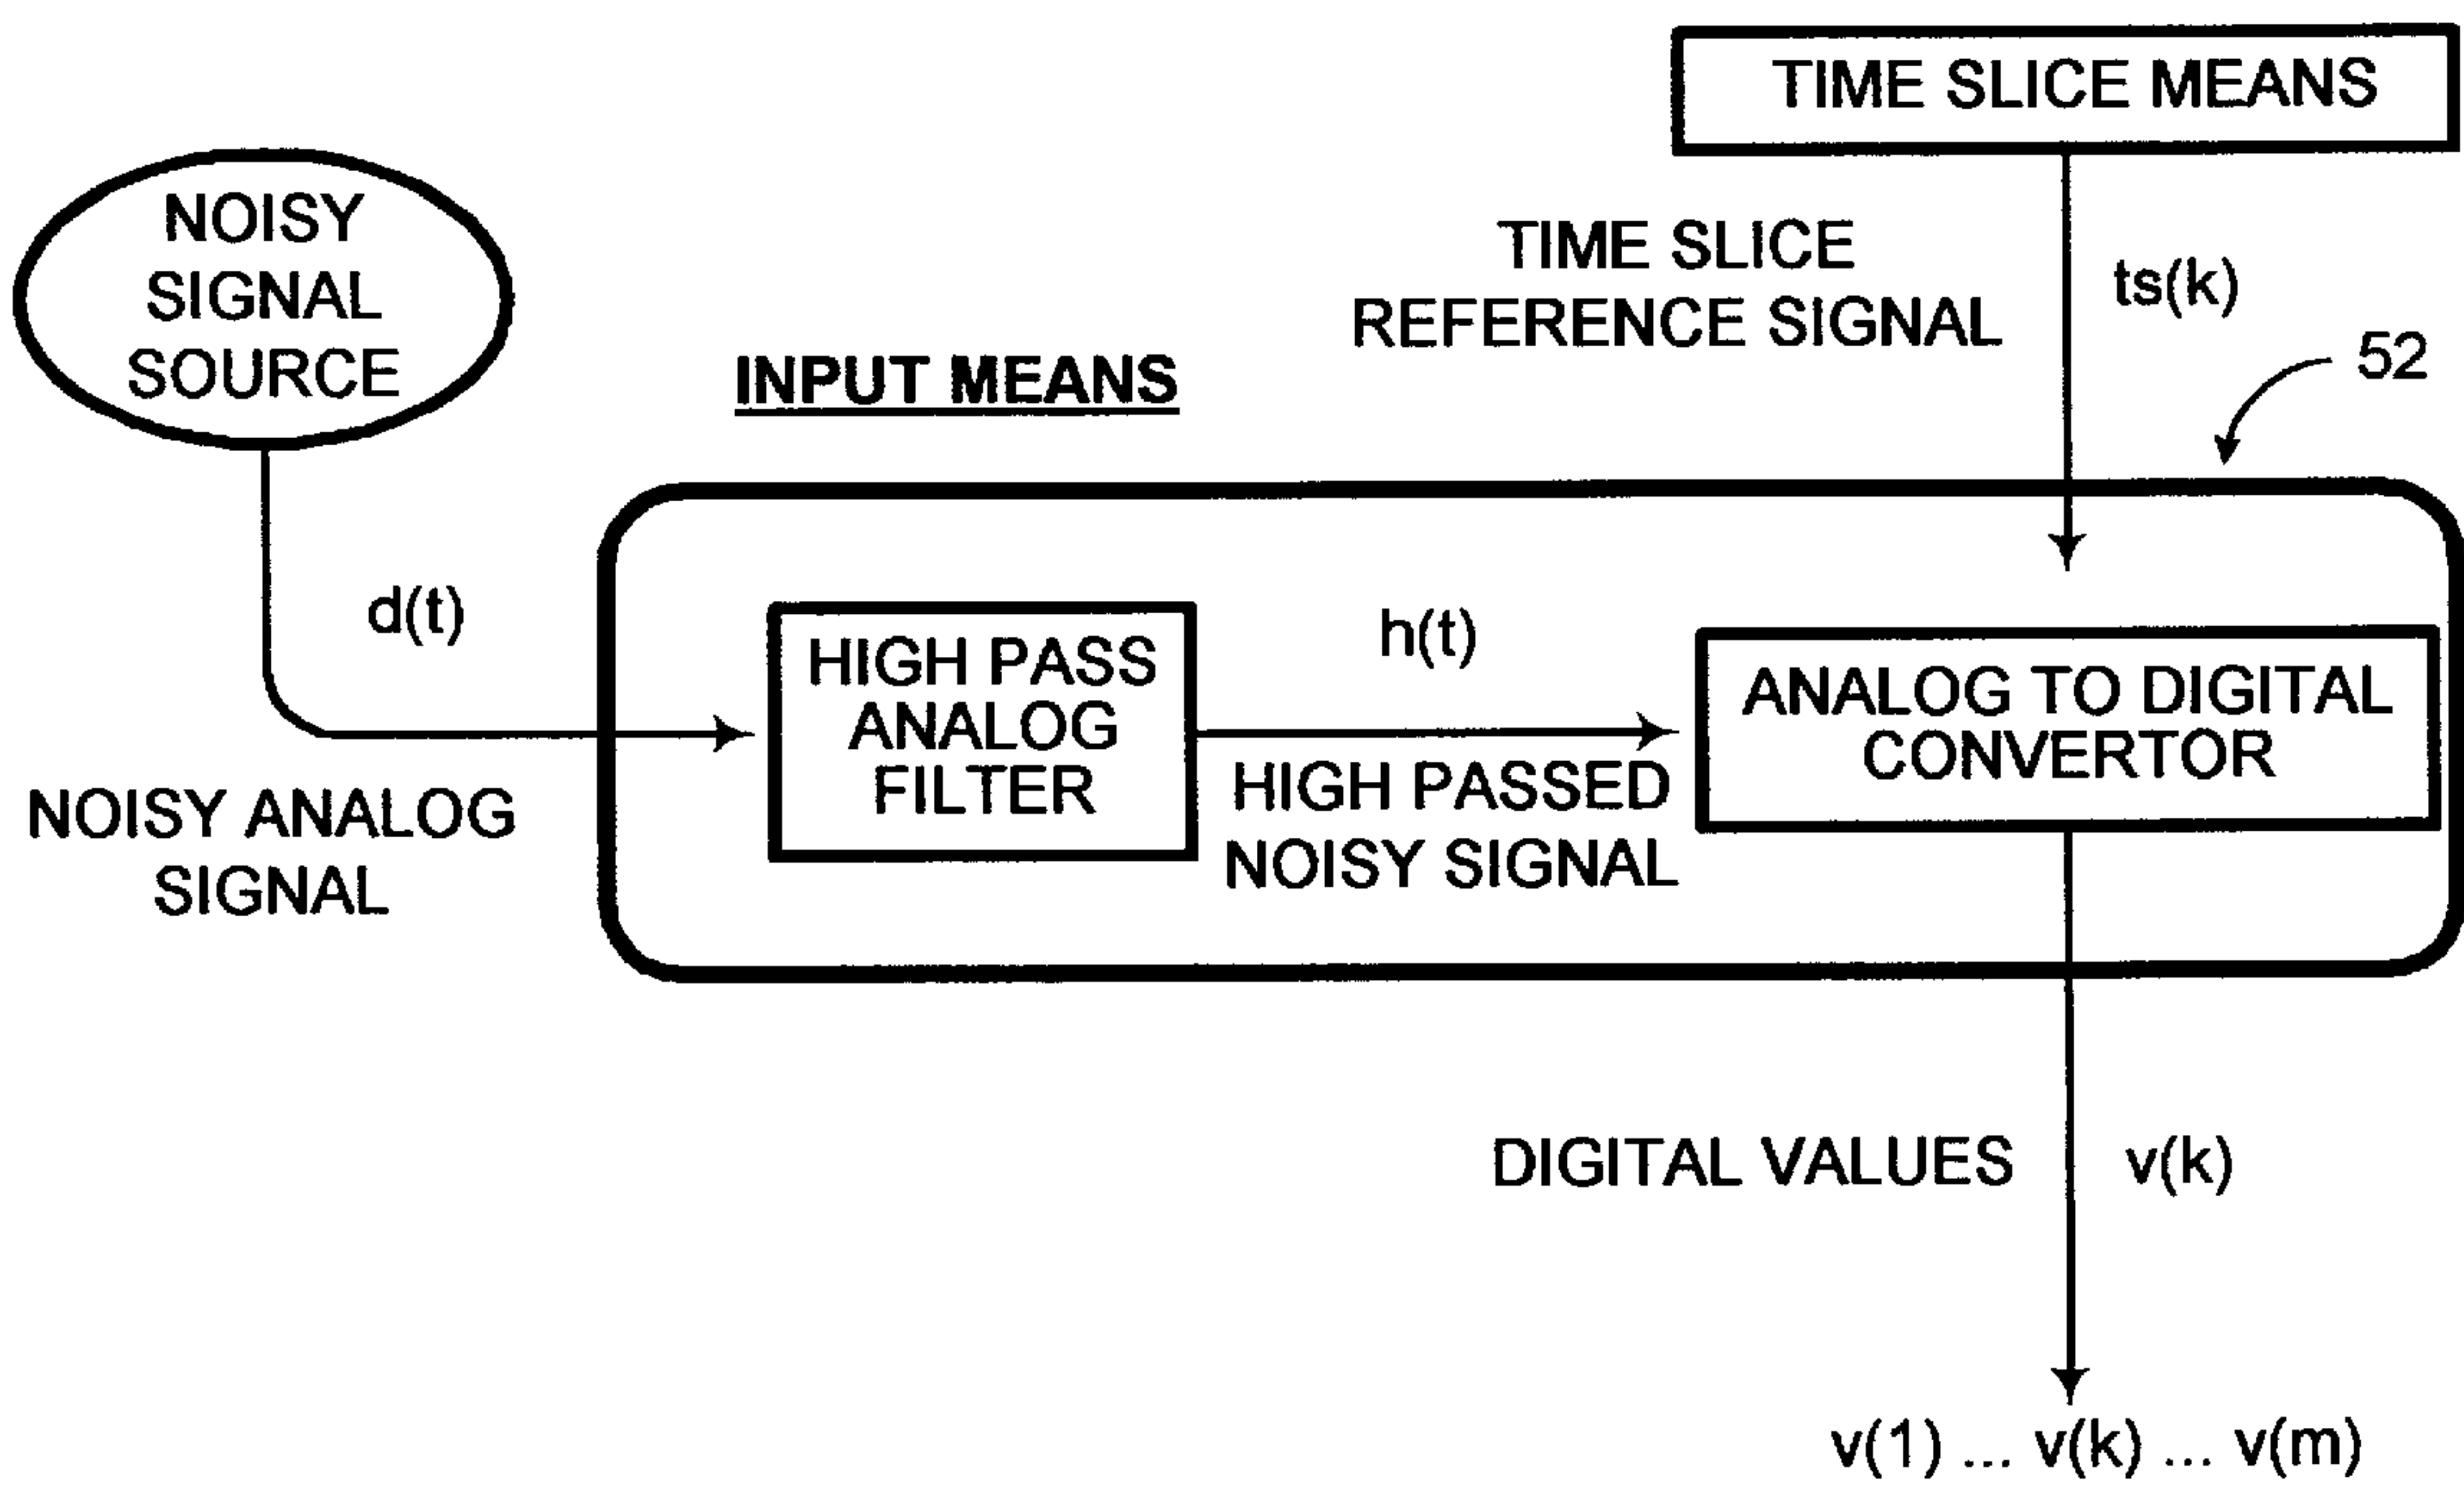 TIME SLICE MEANS
NOISY
SIGNAL
SOURCE
TIME SLICE
REFERENCE SIGNAL
ts(k)
52
INPUT MEANS
d(t)
NOISY ANALOG
SIGNAL
HIGH PASS
ANALOG
FILTER
h(t)
HIGH PASSED
NOISY SIGNAL
ANALOG TO DIGITAL
CONVERTOR
DIGITAL VALUES
v(k)
v(1) ... v(k) ... v(m)